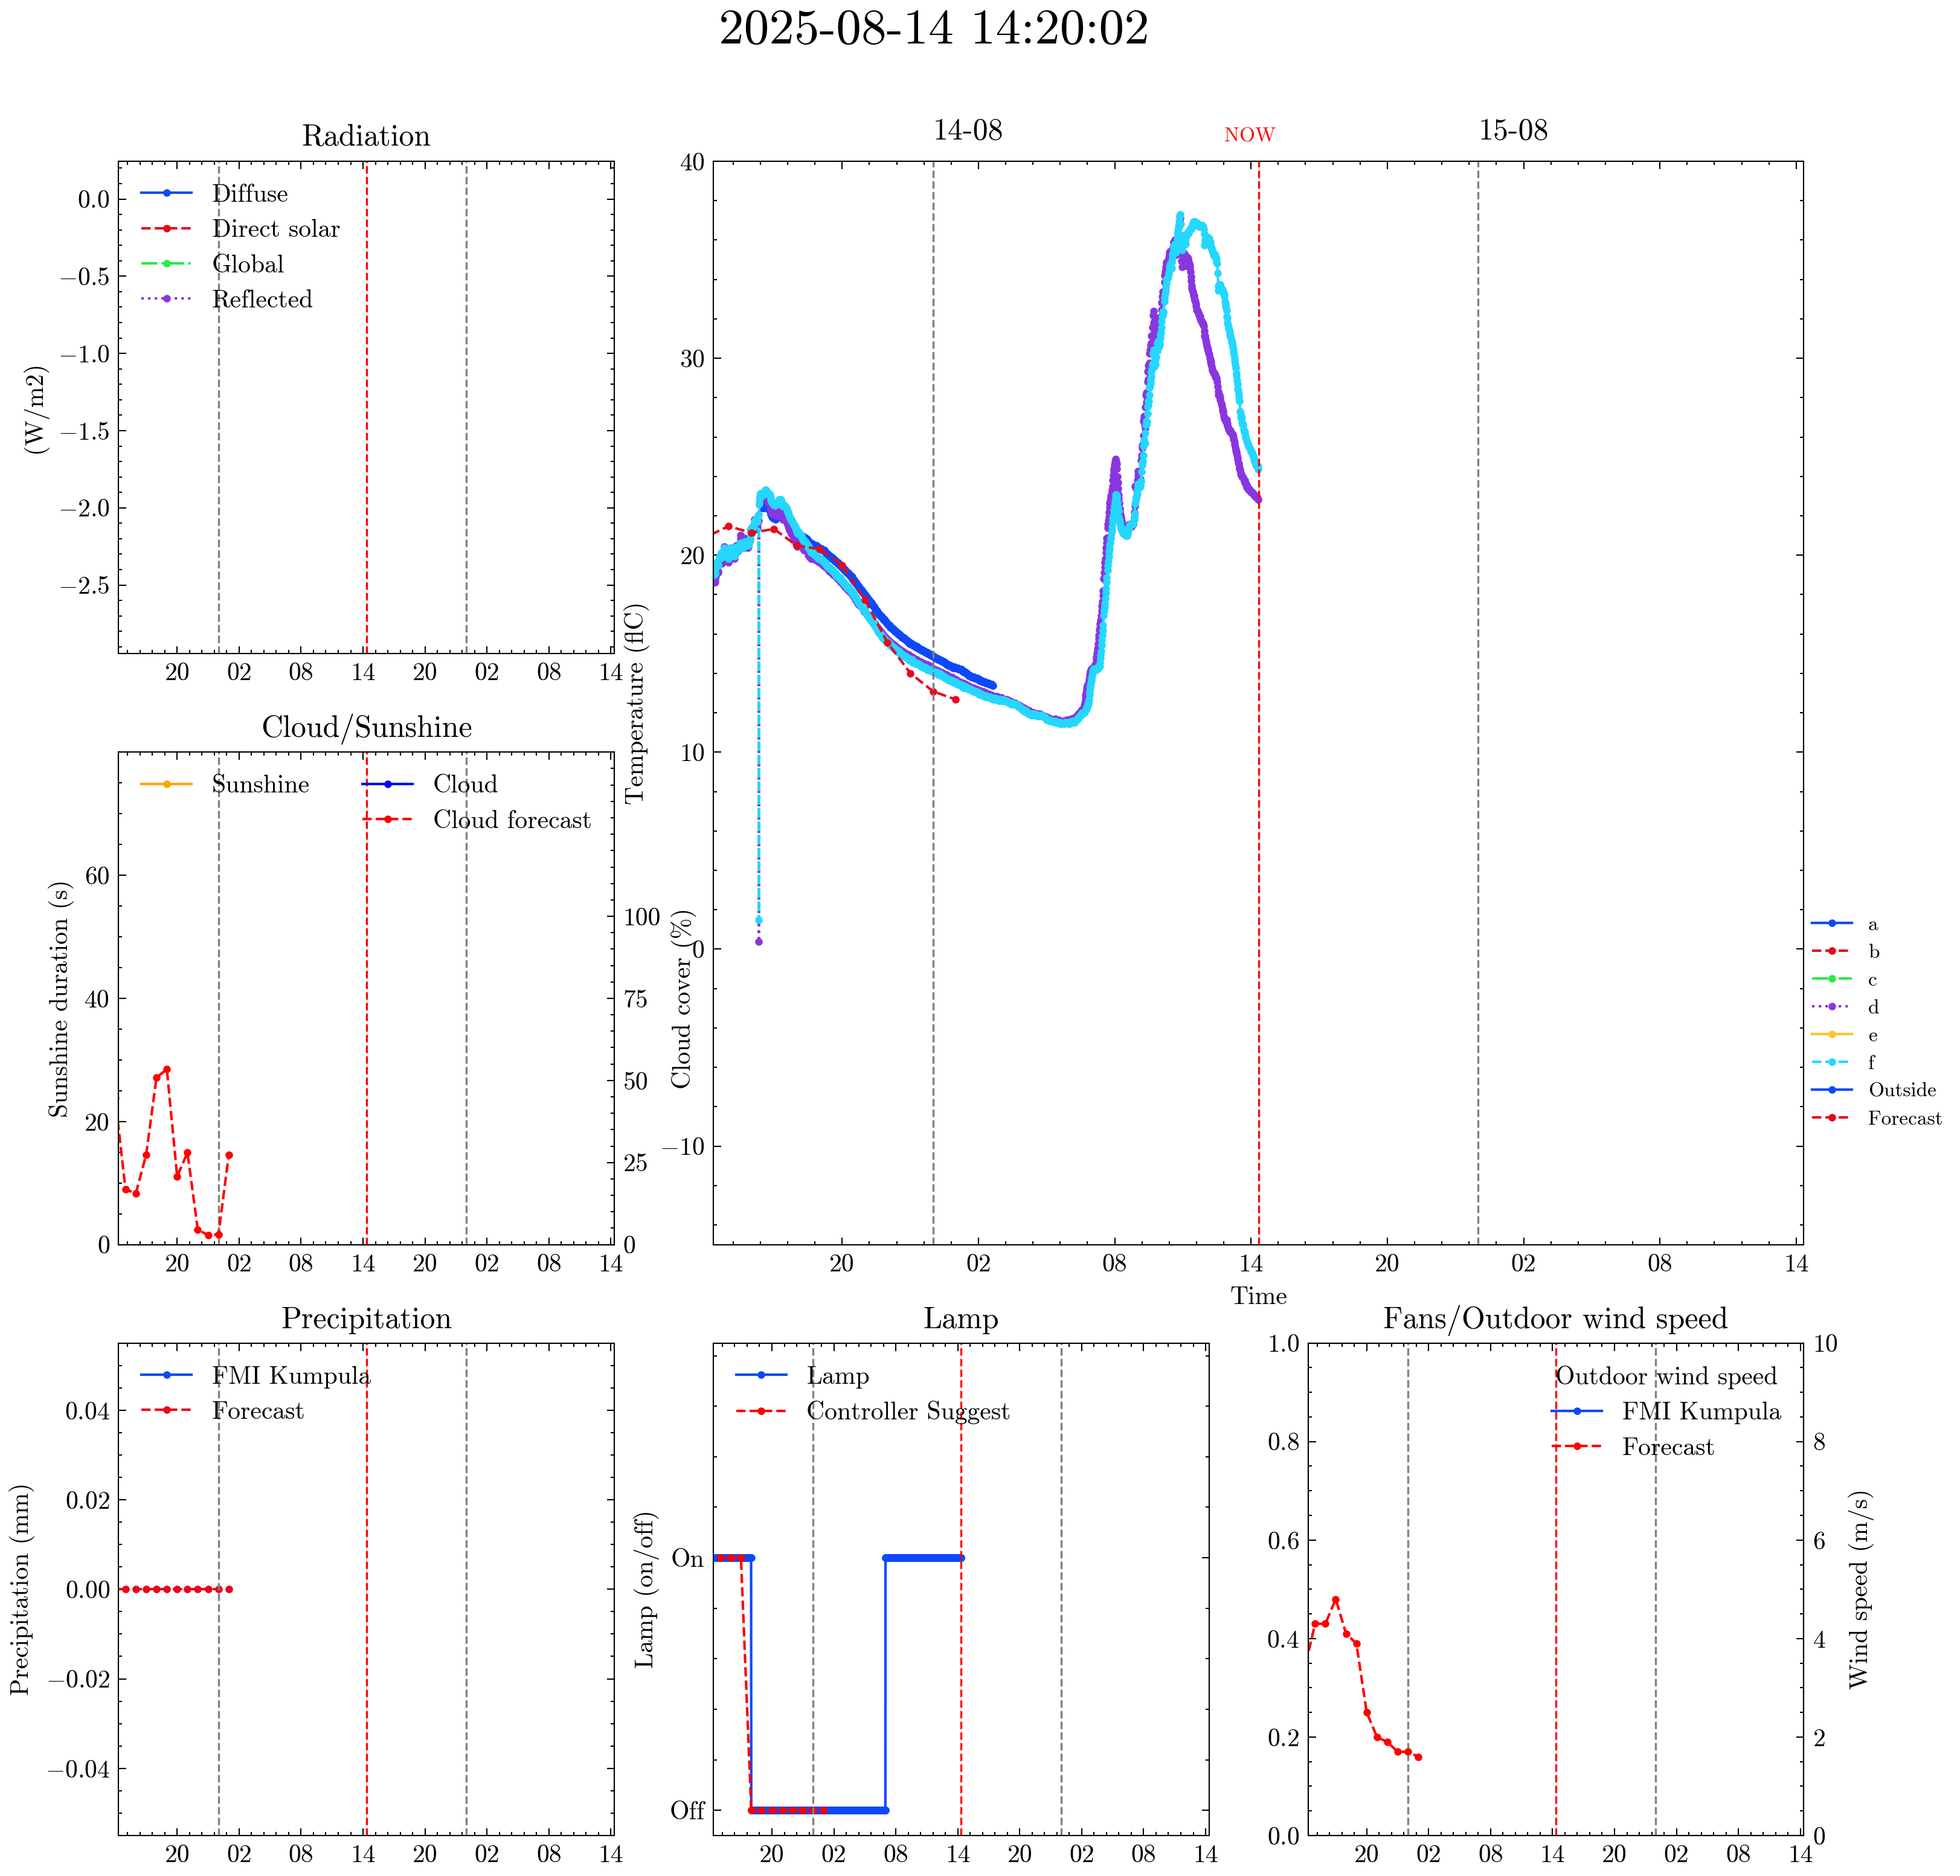 2025-08-14 14:20:02
Radiation
0.0
−0.5
−1.0
−1.5
−2.0
−2.5
(W/m2)
Diffuse
Direct solar
Global
Reflected
20 02 08 14 20 02 08 14
14-08
NOW
15-08
40
30
20
10
0
−10
Temperature (flC)
20 02 08 14 20 02 08 14
Time
a
b
c
d
e
f
Outside
Forecast
Cloud/Sunshine
Sunshine
Cloud
Cloud forecast
60
40
20
0
Sunshine duration (s)
100
75
50
25
0
Cloud cover (%)
20 02 08 14 20 02 08 14
Precipitation
FMI Kumpula
Forecast
0.04
0.02
0.00
−0.02
−0.04
Precipitation (mm)
20 02 08 14 20 02 08 14
Lamp
Lamp
Controller Suggest
On
Off
Lamp (on/off)
20 02 08 14 20 02 08 14
Fans/Outdoor wind speed
Outdoor wind speed
FMI Kumpula
Forecast
1.0
0.8
0.6
0.4
0.2
0.0
10
8
6
4
2
0
Wind speed (m/s)
20 02 08 14 20 02 08 14